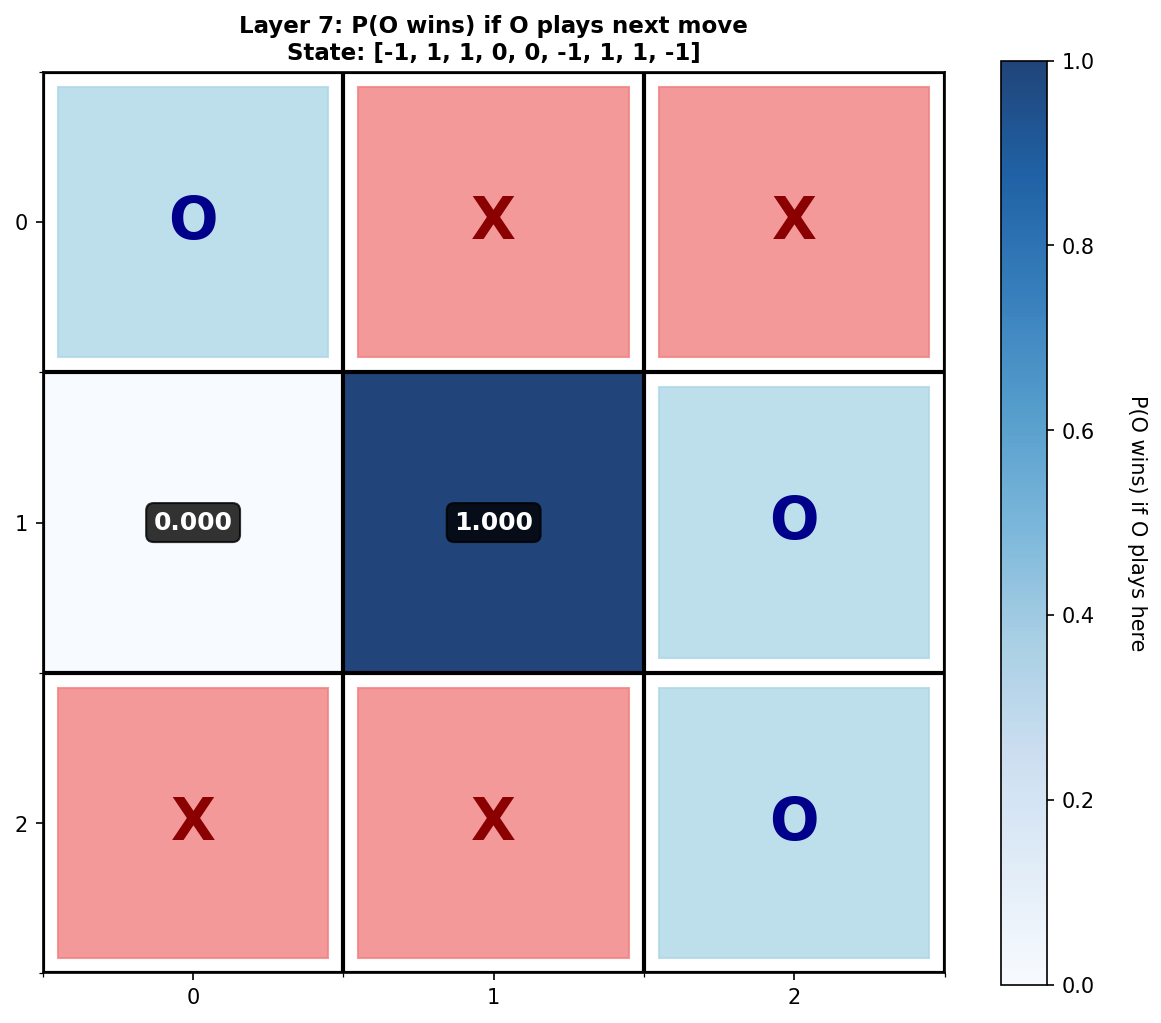 Layer 7: P(O wins) if O plays next move
State: [-1, 1, 1, 0, 0, -1, 1, 1, -1]
0
O
X
X
1
0.000
1.000
O
2
X
X
O
0
1
2
1.0
0.8
0.6
0.4
0.2
0.0
P(O wins) if O plays here